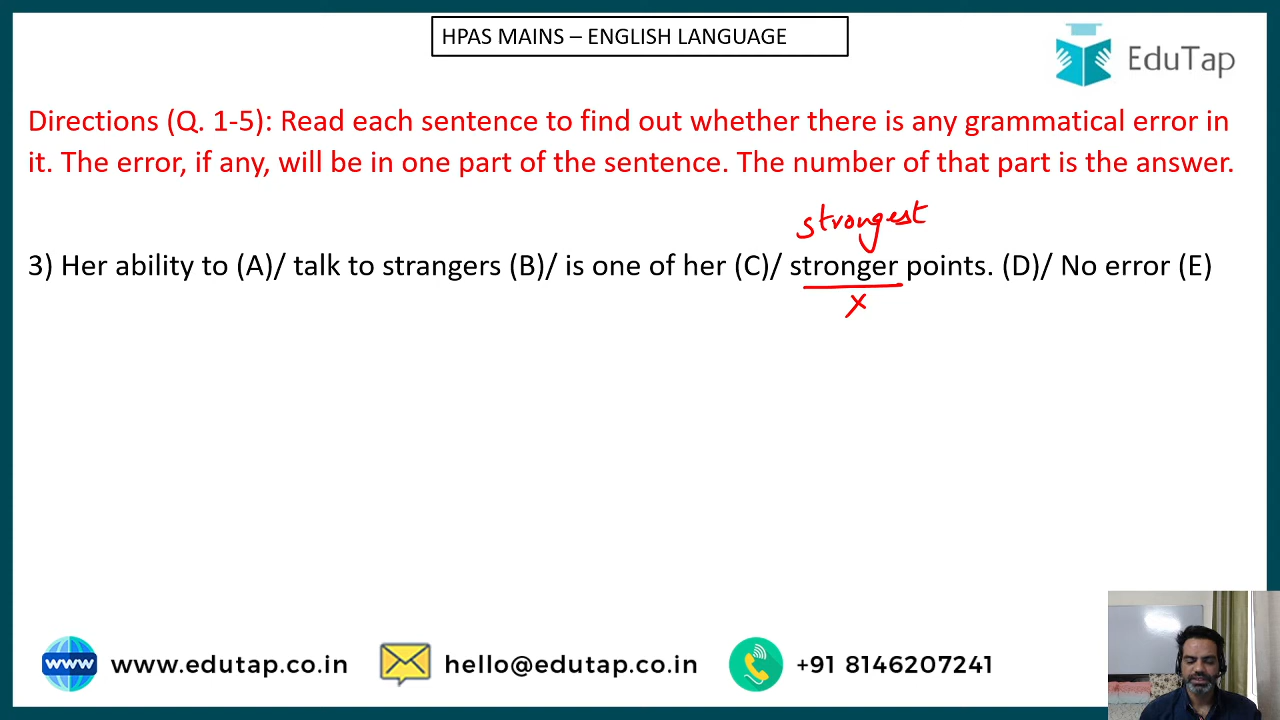 HPAS MAINS – ENGLISH LANGUAGE
EduTap
Directions (Q. 1-5): Read each sentence to find out whether there is any grammatical error in
it. The error, if any, will be in one part of the sentence. The number of that part is the answer.
strongest
3) Her ability to (A)/ talk to strangers (B)/ is one of her (C)/ stronger points. (D)/ No error (E)
x
www www.edutap.co.in hello@edutap.co.in +91 8146207241